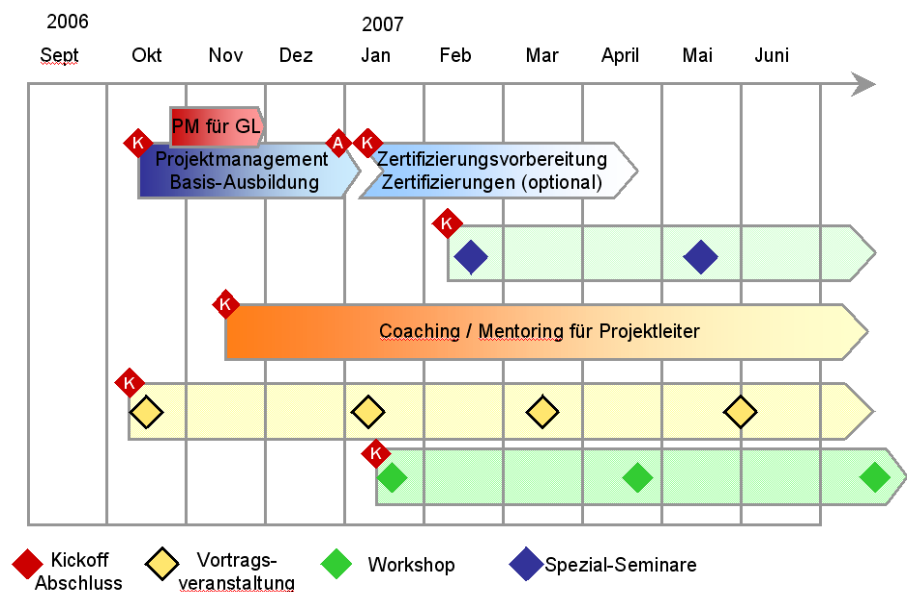 2006
2007
Sept Okt Nov Dez Jan Feb Mar April Mai Juni
PM für GL
K
A
K
Projektmanagement
Basis-Ausbildung
Zertifizierungsvorbereitung
Zertifizierungen (optional)
K
K
Coaching / Mentoring für Projektleiter
K
K
Kickoff
Abschluss
Vortrags-
veranstaltung
Workshop
Spezial-Seminare